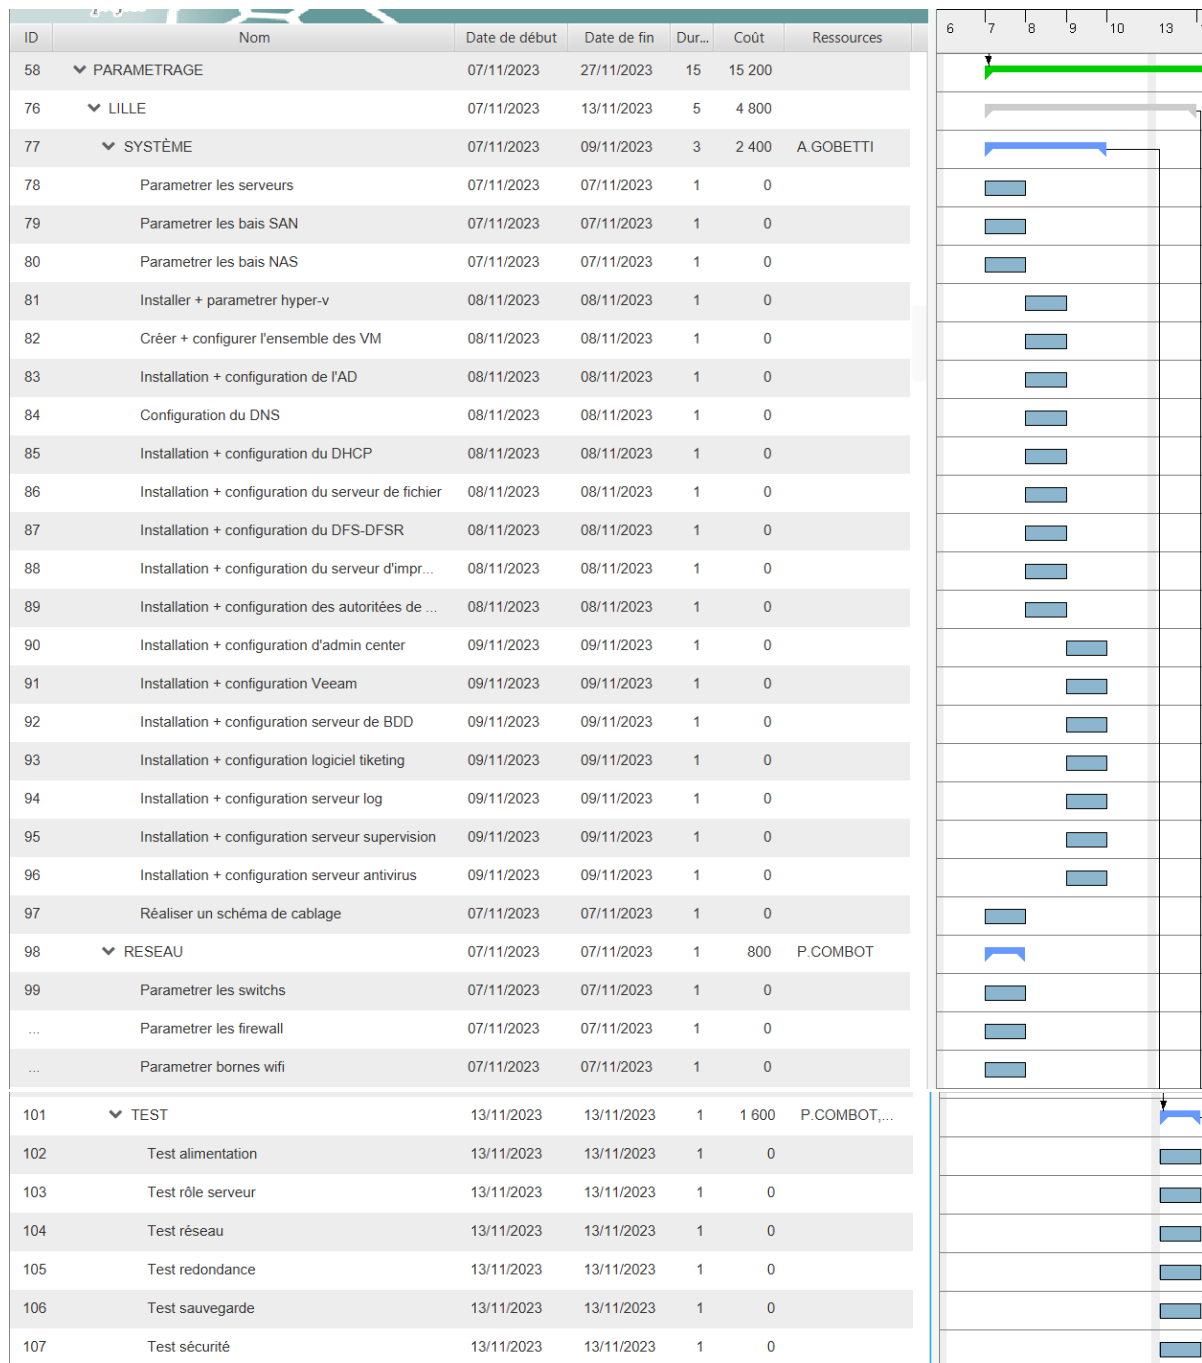 ID Nom Date de début Date de fin Dur... Coût Ressources 6 7 8 9 10 13
58 PARAMETRAGE 07/11/2023 27/11/2023 15 15 200
76 LILLE 07/11/2023 13/11/2023 5 4 800
77 SYSTÈME 07/11/2023 09/11/2023 3 2 400 A.GOBETTI
78 Parametrer les serveurs 07/11/2023 07/11/2023 1 0
79 Parametrer les bais SAN 07/11/2023 07/11/2023 1 0
80 Parametrer les bais NAS 07/11/2023 07/11/2023 1 0
81 Installer + parametrer hyper-v 08/11/2023 08/11/2023 1 0
82 Créer + configurer l'ensemble des VM 08/11/2023 08/11/2023 1 0
83 Installation + configuration de l'AD 08/11/2023 08/11/2023 1 0
84 Configuration du DNS 08/11/2023 08/11/2023 1 0
85 Installation + configuration du DHCP 08/11/2023 08/11/2023 1 0
86 Installation + configuration du serveur de fichier 08/11/2023 08/11/2023 1 0
87 Installation + configuration du DFS-DFSR 08/11/2023 08/11/2023 1 0
88 Installation + configuration du serveur d'impr... 08/11/2023 08/11/2023 1 0
89 Installation + configuration des autoritées de ... 08/11/2023 08/11/2023 1 0
90 Installation + configuration d'admin center 09/11/2023 09/11/2023 1 0
91 Installation + configuration Veeam 09/11/2023 09/11/2023 1 0
92 Installation + configuration serveur de BDD 09/11/2023 09/11/2023 1 0
93 Installation + configuration logiciel tiketing 09/11/2023 09/11/2023 1 0
94 Installation + configuration serveur log 09/11/2023 09/11/2023 1 0
95 Installation + configuration serveur supervision 09/11/2023 09/11/2023 1 0
96 Installation + configuration serveur antivirus 09/11/2023 09/11/2023 1 0
97 Réaliser un schéma de cablage 07/11/2023 07/11/2023 1 0
98 RESEAU 07/11/2023 07/11/2023 1 800 P.COMBOT
99 Parametrer les switchs 07/11/2023 07/11/2023 1 0
... Parametrer les firewall 07/11/2023 07/11/2023 1 0
... Parametrer bornes wifi 07/11/2023 07/11/2023 1 0
101 TEST 13/11/2023 13/11/2023 1 1 600 P.COMBOT,...
102 Test alimentation 13/11/2023 13/11/2023 1 0
103 Test rôle serveur 13/11/2023 13/11/2023 1 0
104 Test réseau 13/11/2023 13/11/2023 1 0
105 Test redondance 13/11/2023 13/11/2023 1 0
106 Test sauvegarde 13/11/2023 13/11/2023 1 0
107 Test sécurité 13/11/2023 13/11/2023 1 0